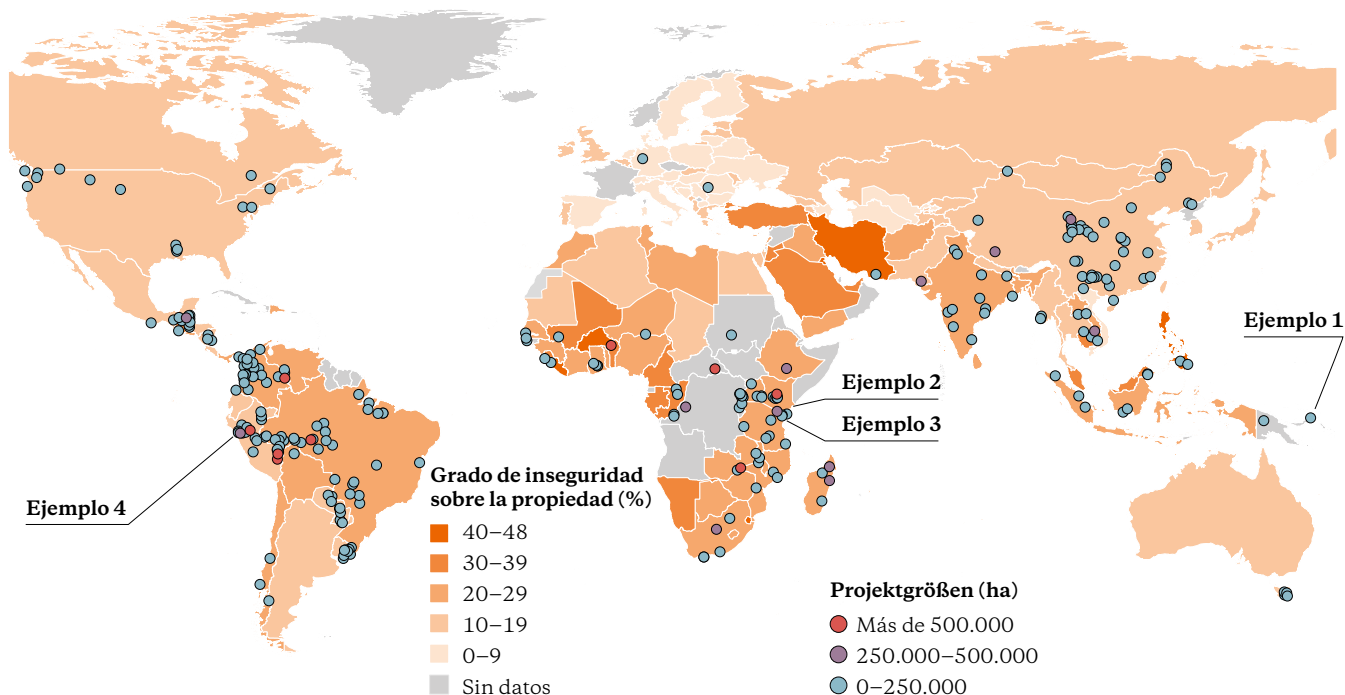 Ejemplo 1
Ejemplo 2
Ejemplo 3
Ejemplo 4
Grado de inseguridad
sobre la propiedad (%)
40–48
30–39
20–29
10–19
0–9
Sin datos
Projektgrößen (ha)
Más de 500.000
250.000–500.000
0–250.000